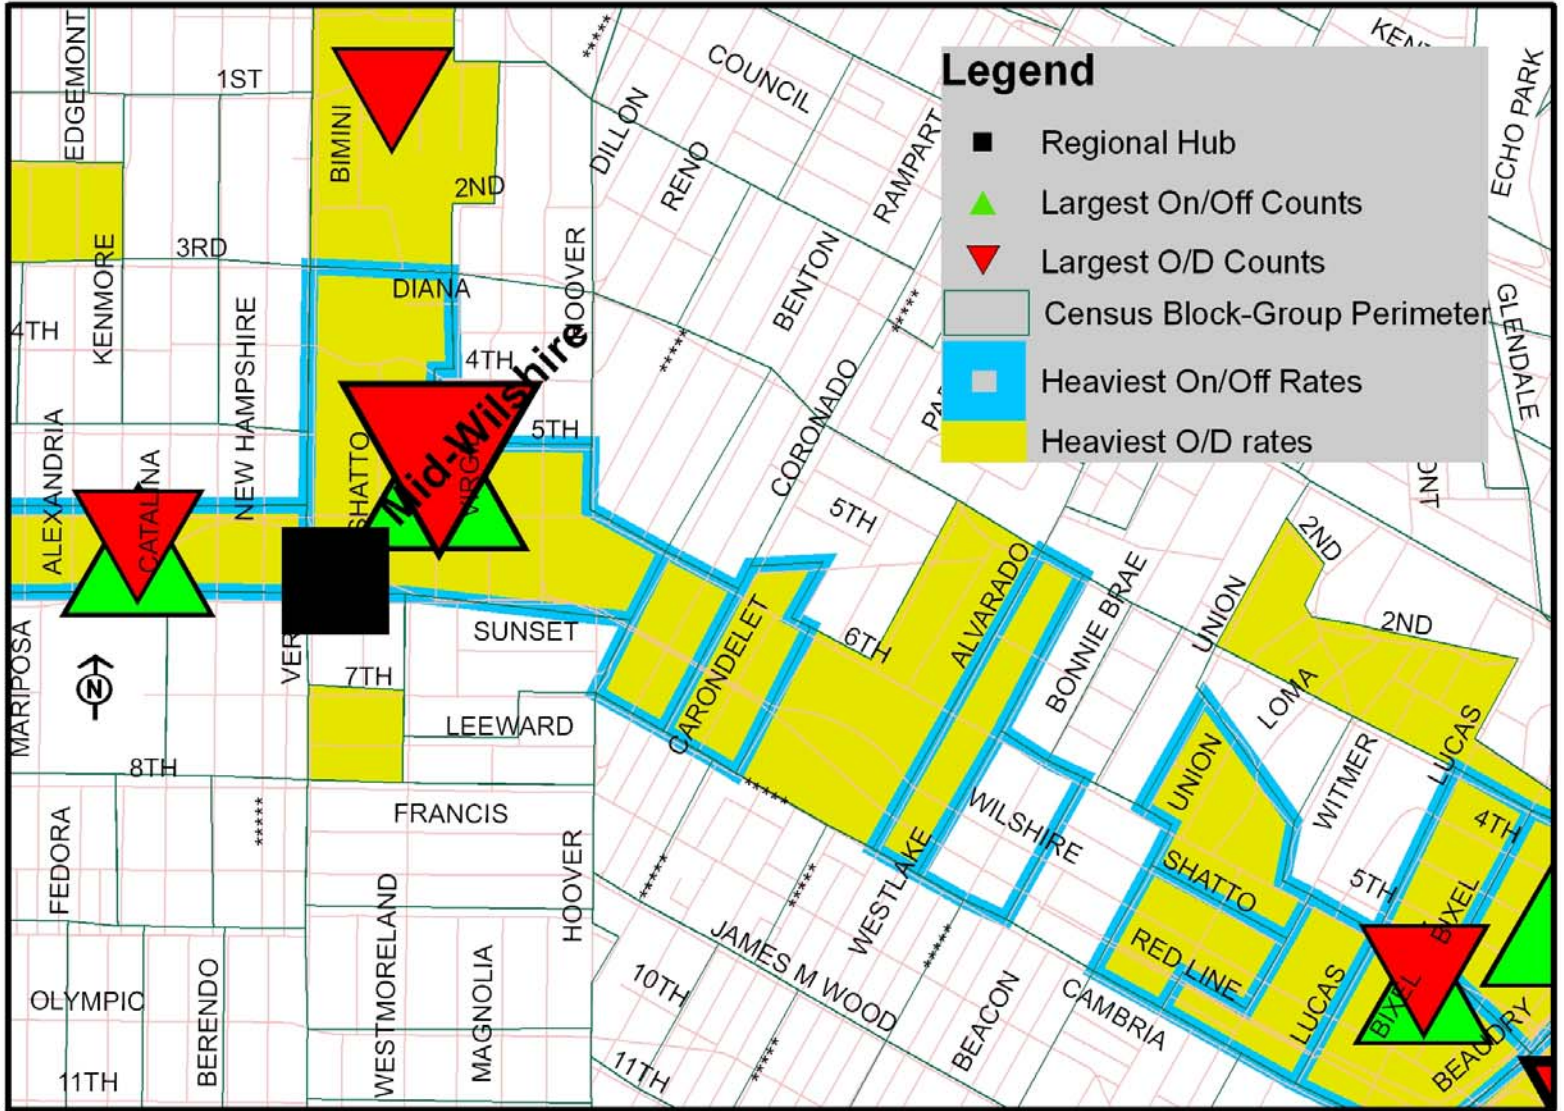 Legend
Regional Hub
Largest On/Off Counts
Largest O/D Counts
Census Block-Group Perimeter
Heaviest On/Off Rates
Heaviest O/D rates
EDGEMONT
1ST
BIMINI
2ND
*****
COUNCIL
DILLON
RENO
RAMPART
ECHO PARK
3RD
KENMORE
4TH
NEW HAMPSHIRE
DIANA
HOOVER
BENTON
*****
*****
GLENDALE
4TH
Mid-Wilshire
5TH
SHATTO
ALEXANDRIA
CATALINA
CORONADO
5TH
6TH
ALVARADO
BONNIE BRAE
UNION
2ND
2ND
N
MARIPOSA
SUNSET
7TH
LEEWARD
CARONDELET
LOMA
LUCAS
UNION
WITMER
8TH
FRANCIS
*****
*****
FEDORA
HOOVER
WILSHIRE
SHATTO
4TH
5TH
BIXEL
*****
*****
WESTLAKE
WESTMORELAND
MAGNOLIA
JAMES M WOOD
*****
RED LINE
LUCAS
BIXEL
BEAUDRY
OLYMPIC
BERENDO
10TH
BEACON
CAMBRIA
11TH
11TH
*****